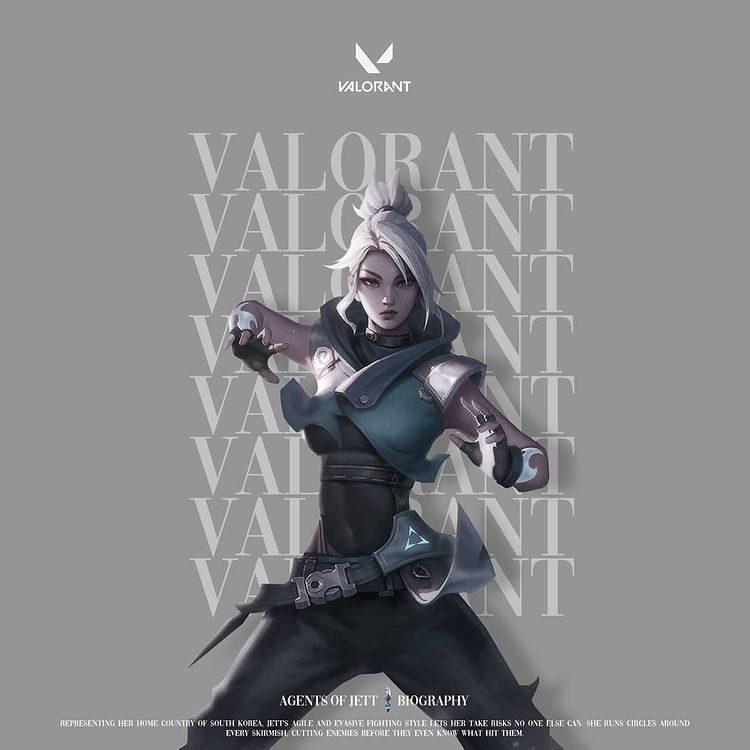 VALORANT
VALORANT
VALORANT
VALORANT
VALORANT
VALORANT
VALORANT
VALORANT
VALORANT
AGENTS OF JETT BIOGRAPHY
REPRESENTING HER HOME COUNTRY OF SOUTH KOREA, JETT'S AGILE AND EVASIVE FIGHTING STYLE LETS HER TAKE RISKS NO ONE ELSE CAN. SHE RUNS CIRCLES AROUND
EVERY SKIRMISH, CUTTING ENEMIES BEFORE THEY EVEN KNOW WHAT HIT THEM.